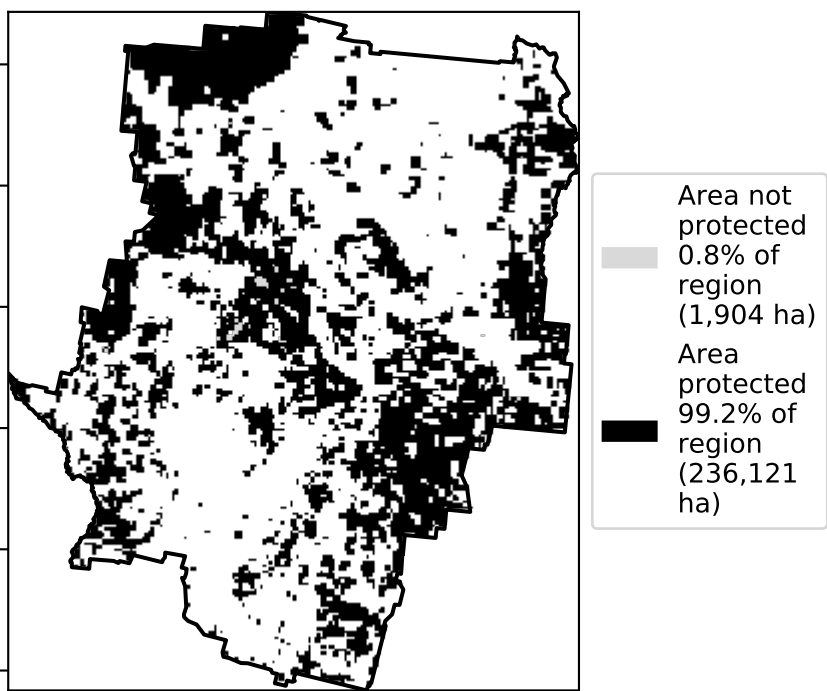 Area not
protected
0.8% of
region
(1,904 ha)
Area
protected
99.2% of
region
(236,121
ha)